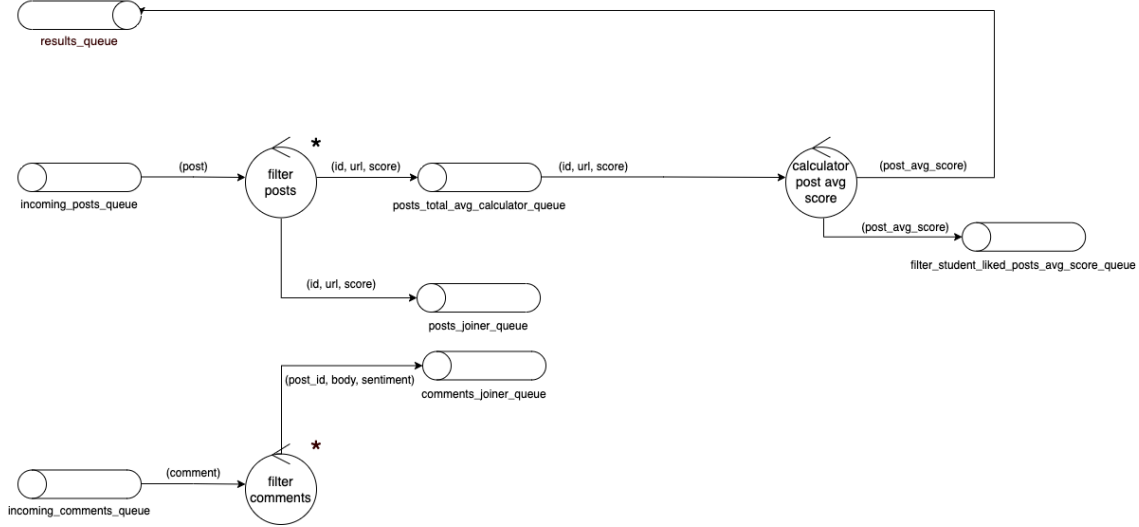 results_queue
*
(post)
filter
posts
(id, url, score)
(id, url, score)
calculator
post avg
score
(post_avg_score)
incoming_posts_queue
posts_total_avg_calculator_queue
(post_avg_score)
filter_student_liked_posts_avg_score_queue
(id, url, score)
posts_joiner_queue
(post_id, body, sentiment)
comments_joiner_queue
*
(comment)
filter
comments
incoming_comments_queue